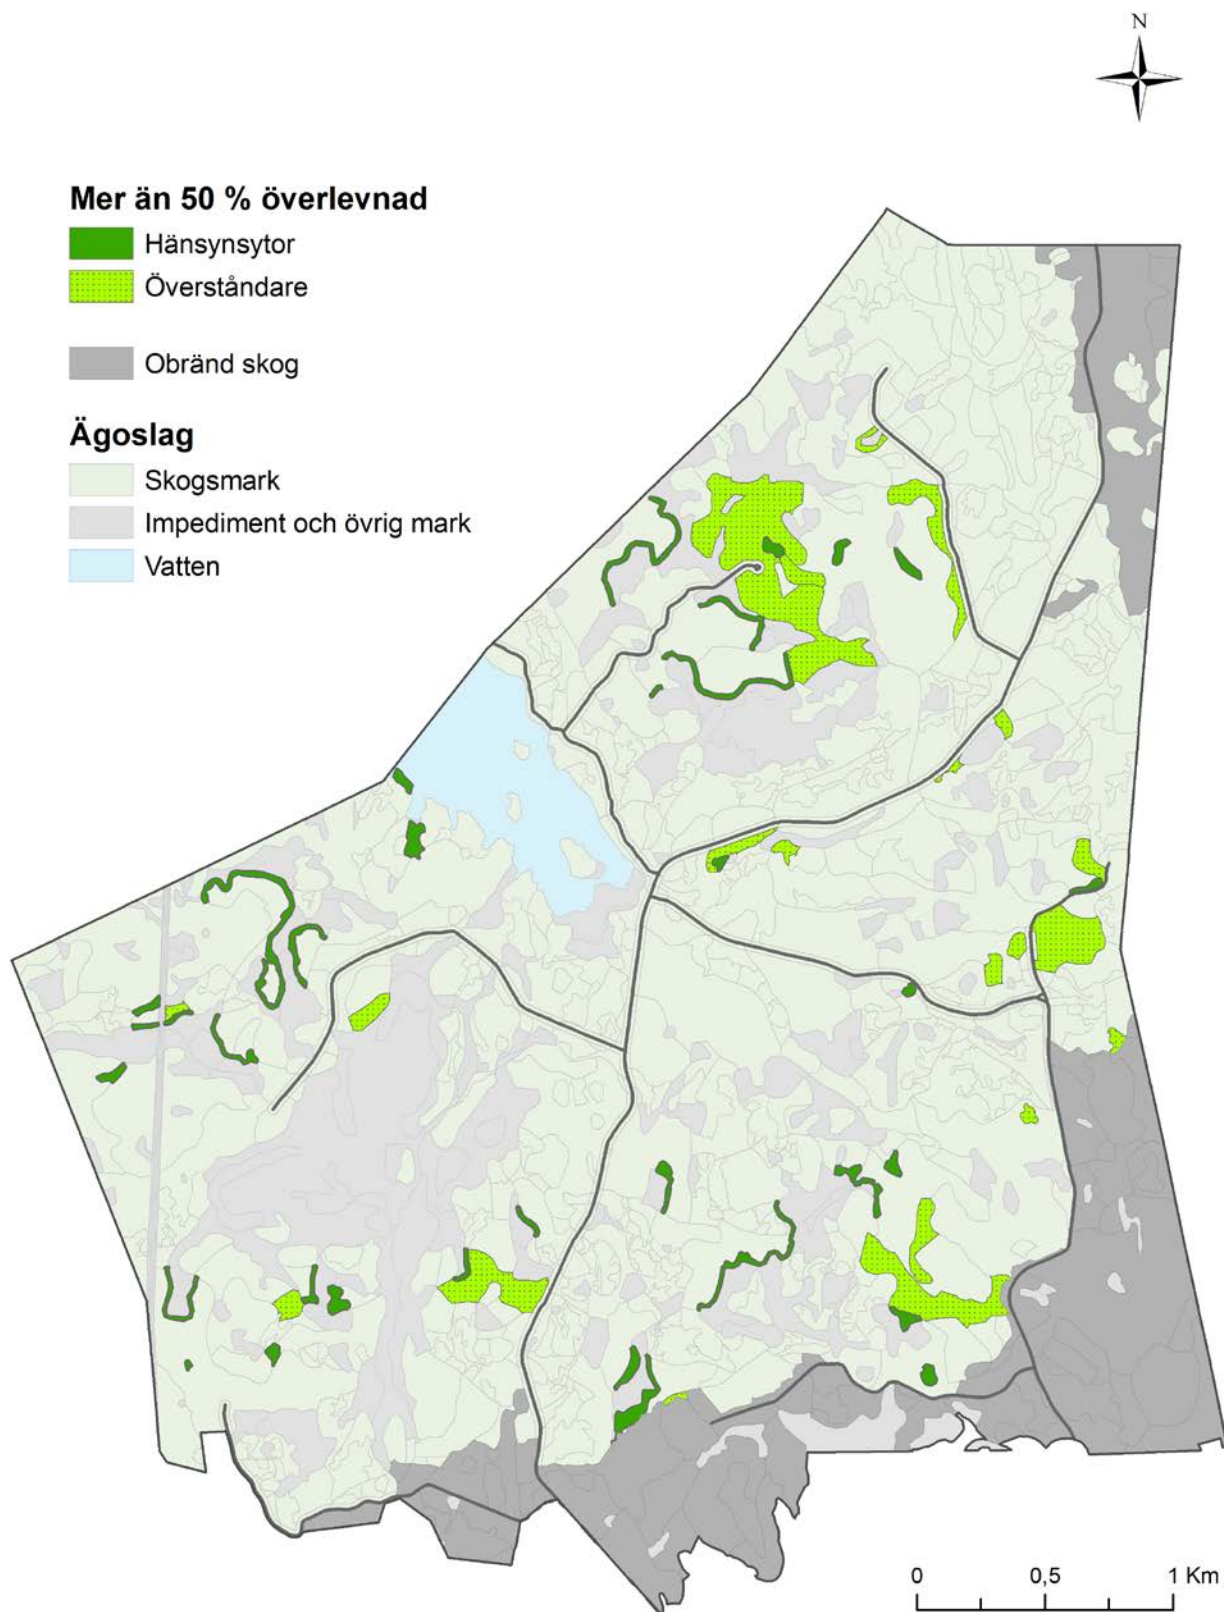 N
Mer än 50 % överlevnad
Hänsynsytor
Överståndare
Obränd skog
Ägoslag
Skogsmark
Impediment och övrig mark
Vatten
0 0,5 1 Km